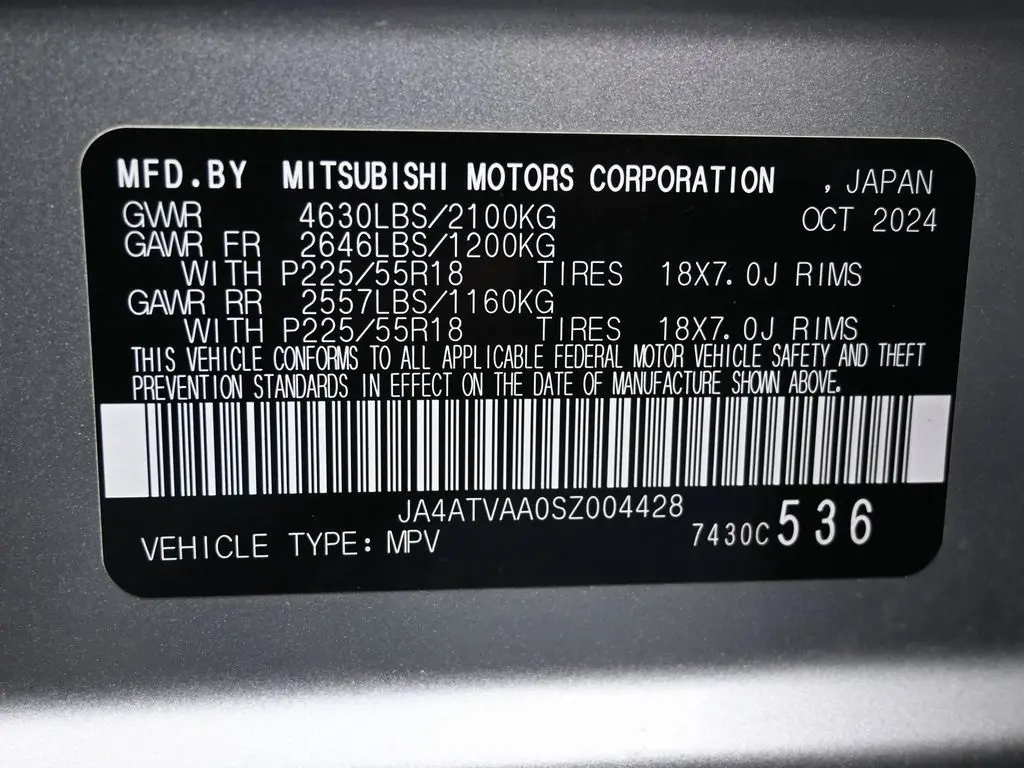 MFD.BY MITSUBISHI MOTORS CORPORATION , JAPAN
GVWR 4630LBS/2100KG OCT 2024
GAWR FR 2646LBS/1200KG
WITH P225/55R18 TIRES 18X7.0J RIMS
GAWR RR 2557LBS/1160KG
WITH P225/55R18 TIRES 18X7.0J RIMS
THIS VEHICLE CONFORMS TO ALL APPLICABLE FEDERAL MOTOR VEHICLE SAFETY AND THEFT
PREVENTION STANDARDS IN EFFECT ON THE DATE OF MANUFACTURE SHOWN ABOVE.
JA4ATVAA0SZ004428
VEHICLE TYPE: MPV 7430C 536